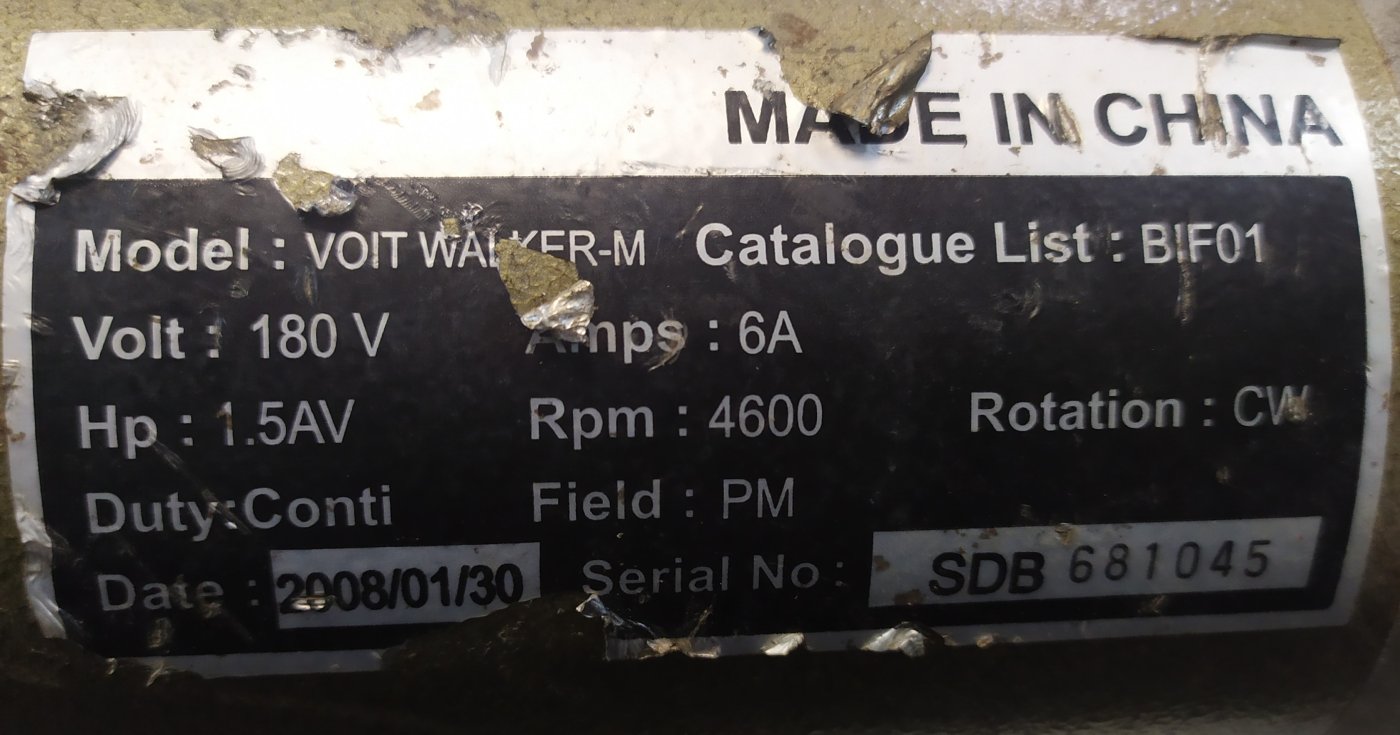 MADE IN CHINA
Model : VOIT WALKER-M Catalogue List : BIF01
Volt : 180 V Amps : 6A
Hp : 1.5AV Rpm : 4600 Rotation : CW
Duty:Conti Field : PM
Date : 2008/01/30 Serial No : SDB 681045